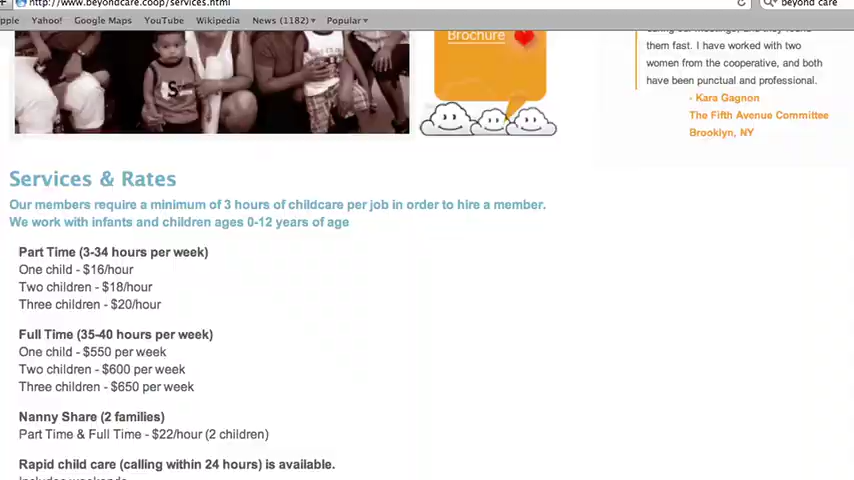 http://www.beyondcare.coop/services.html
beyond care
Yahoo! Google Maps YouTube Wikipedia News (1182) Popular
Brochure
them fast. I have worked with two
women from the cooperative, and both
have been punctual and professional.
- Kara Gagnon
The Fifth Avenue Committee
Brooklyn, NY
Services & Rates
Our members require a minimum of 3 hours of childcare per job in order to hire a member.
We work with infants and children ages 0-12 years of age
Part Time (3-34 hours per week)
One child - $16/hour
Two children - $18/hour
Three children - $20/hour
Full Time (35-40 hours per week)
One child - $550 per week
Two children - $600 per week
Three children - $650 per week
Nanny Share (2 families)
Part Time & Full Time - $22/hour (2 children)
Rapid child care (calling within 24 hours) is available.